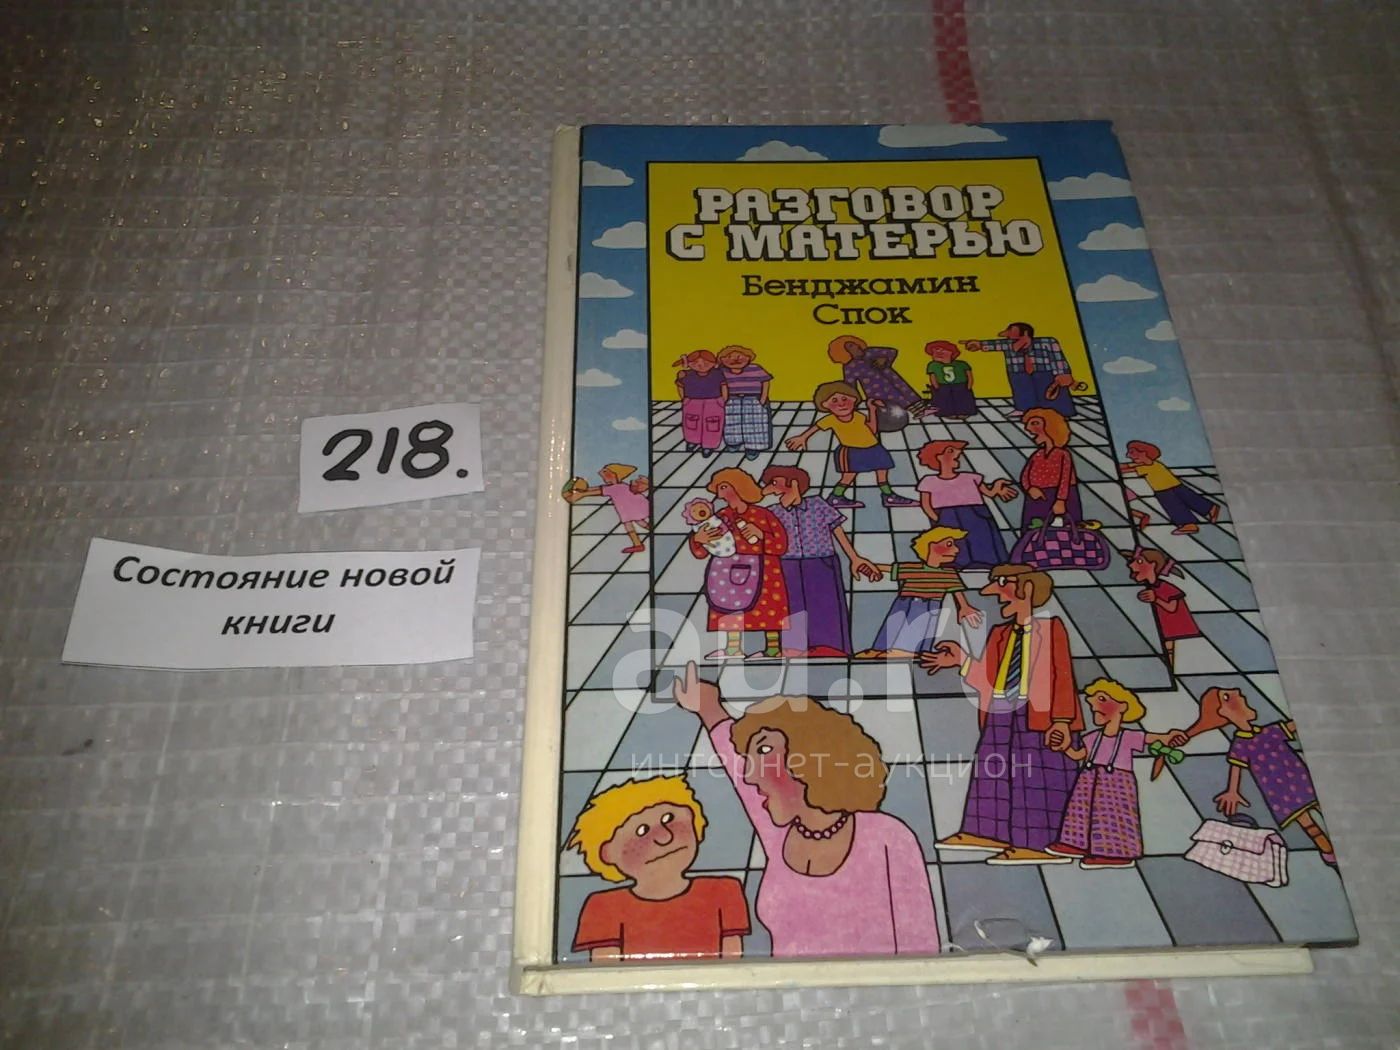 РАЗГОВОР
С МАТЕРЬЮ
Бенджамин
Спок
5
218.
Состояние новой
книги
au.ru
интернет-аукцион